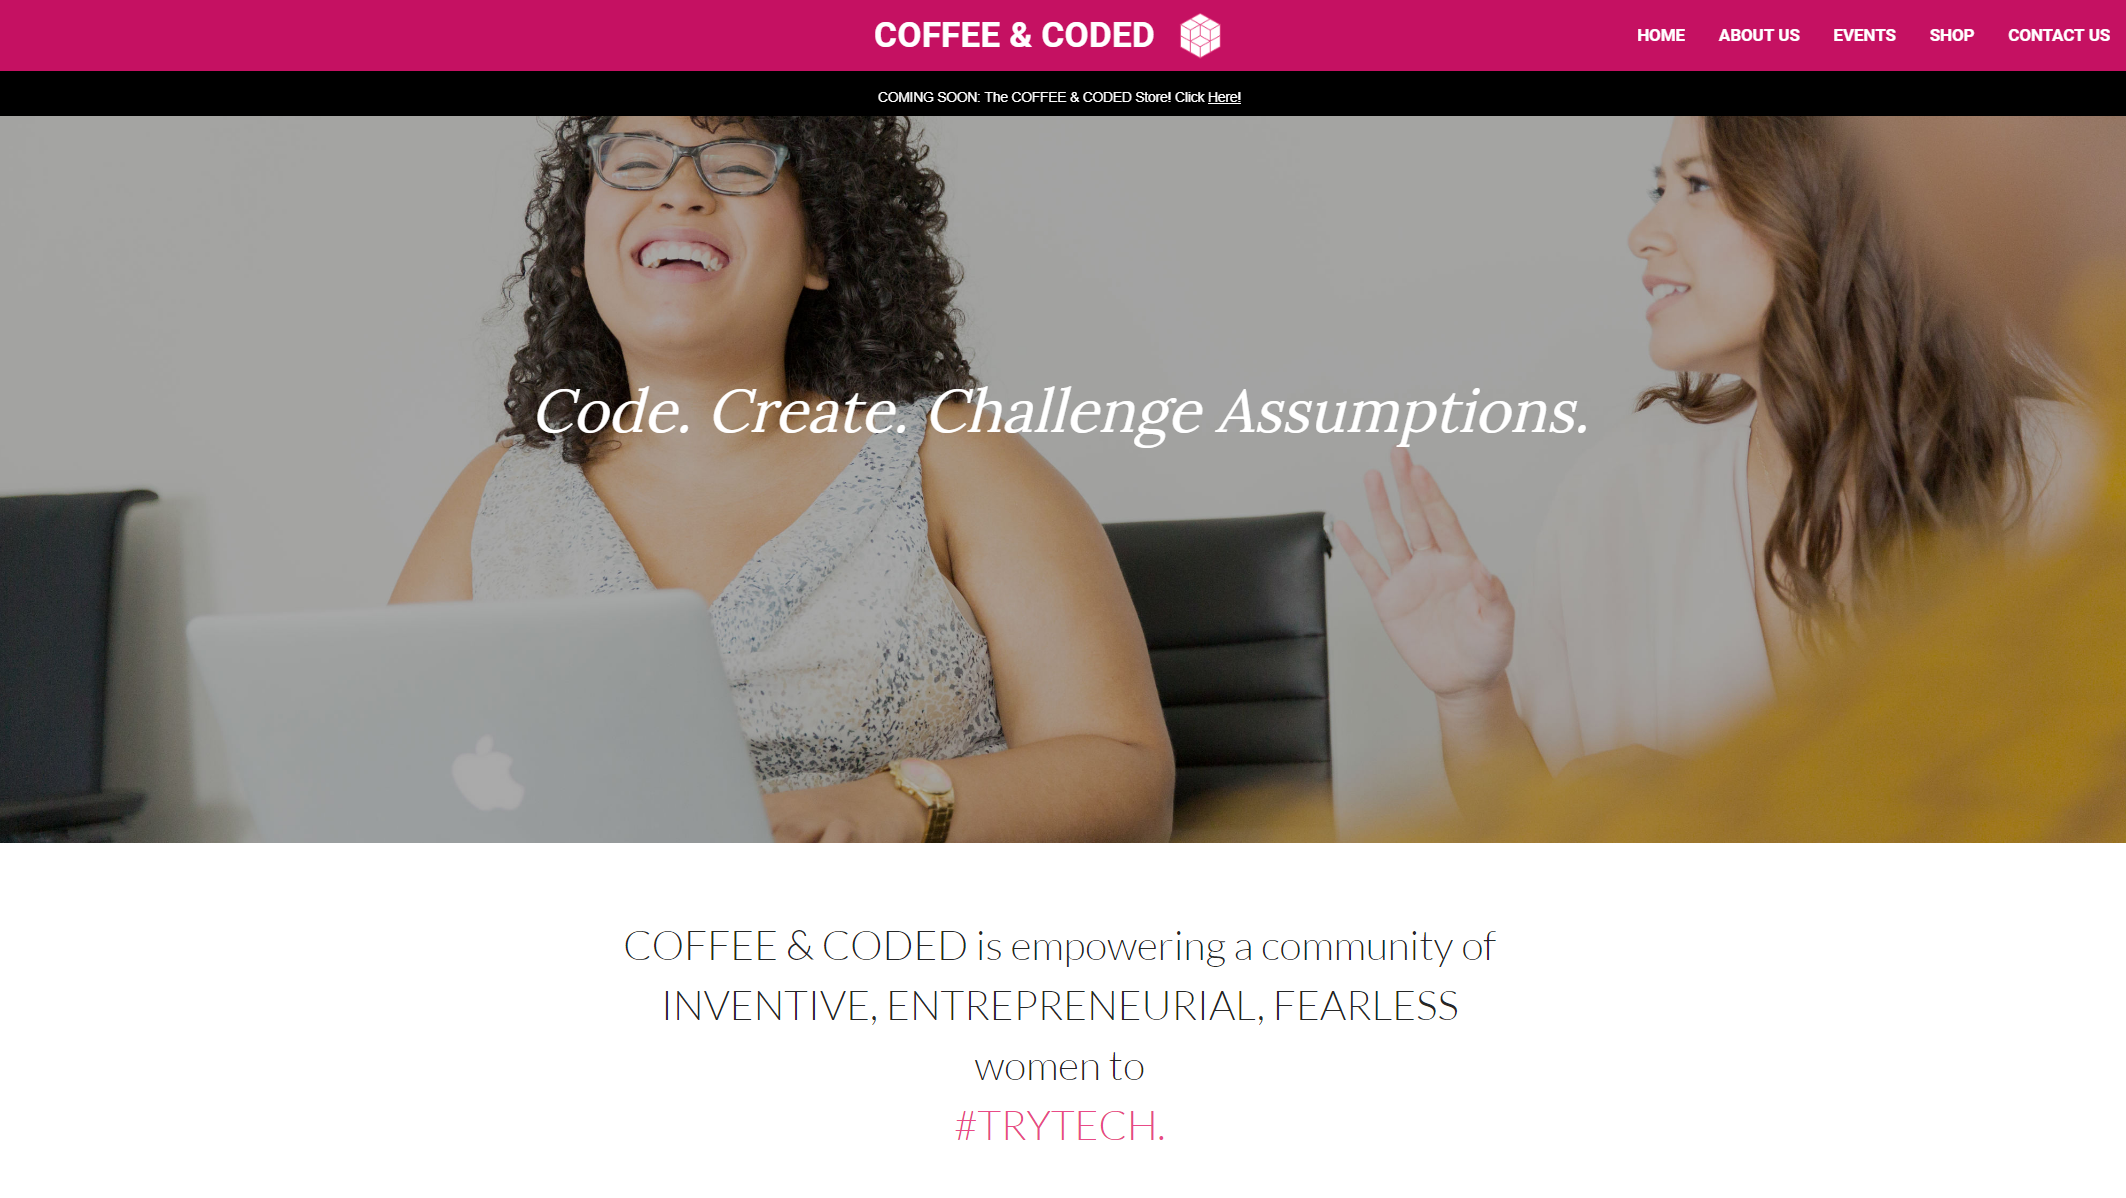 COFFEE & CODED
HOME ABOUT US EVENTS SHOP CONTACT US
COMING SOON: The COFFEE & CODED Store! Click Here!
Code. Create. Challenge Assumptions.
COFFEE & CODED is empowering a community of
INVENTIVE, ENTREPRENEURIAL, FEARLESS
women to
#TRYTECH.